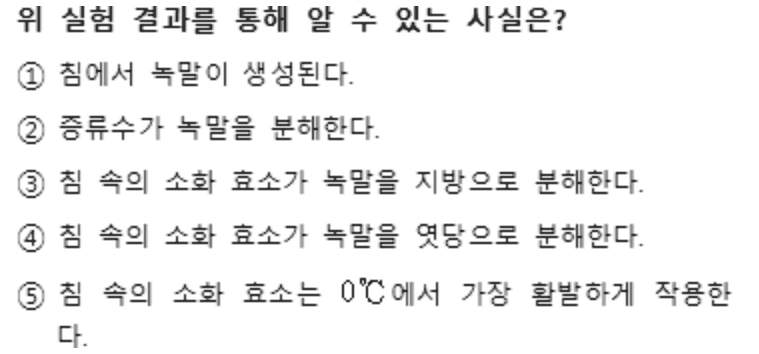 위 실험 결과를 통해 알 수 있는 사실은?
① 침에서 녹말이 생성된다.
② 증류수가 녹말을 분해한다.
③ 침 속의 소화 효소가 녹말을 지방으로 분해한다.
④ 침 속의 소화 효소가 녹말을 엿당으로 분해한다.
⑤ 침 속의 소화 효소는 0℃에서 가장 활발하게 작용한
다.